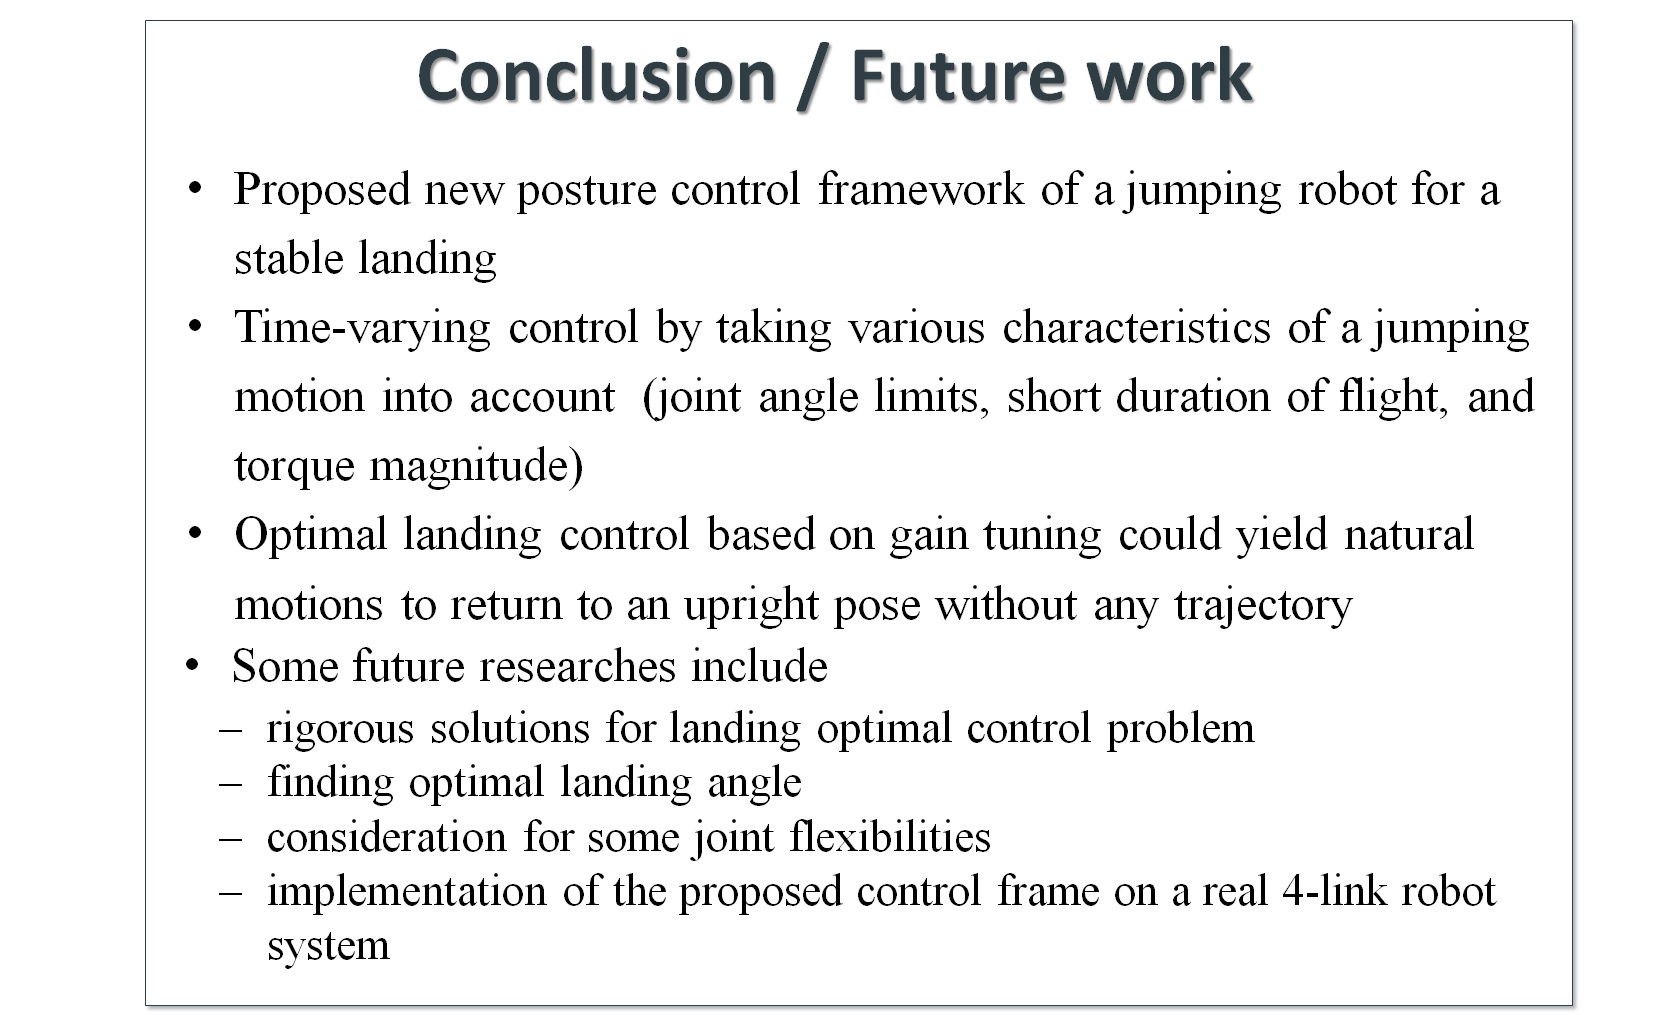 Conclusion / Future work
• Proposed new posture control framework of a jumping robot for a
stable landing
• Time-varying control by taking various characteristics of a jumping
motion into account (joint angle limits, short duration of flight, and
torque magnitude)
• Optimal landing control based on gain tuning could yield natural
motions to return to an upright pose without any trajectory
• Some future researches include
– rigorous solutions for landing optimal control problem
– finding optimal landing angle
– consideration for some joint flexibilities
– implementation of the proposed control frame on a real 4-link robot
system